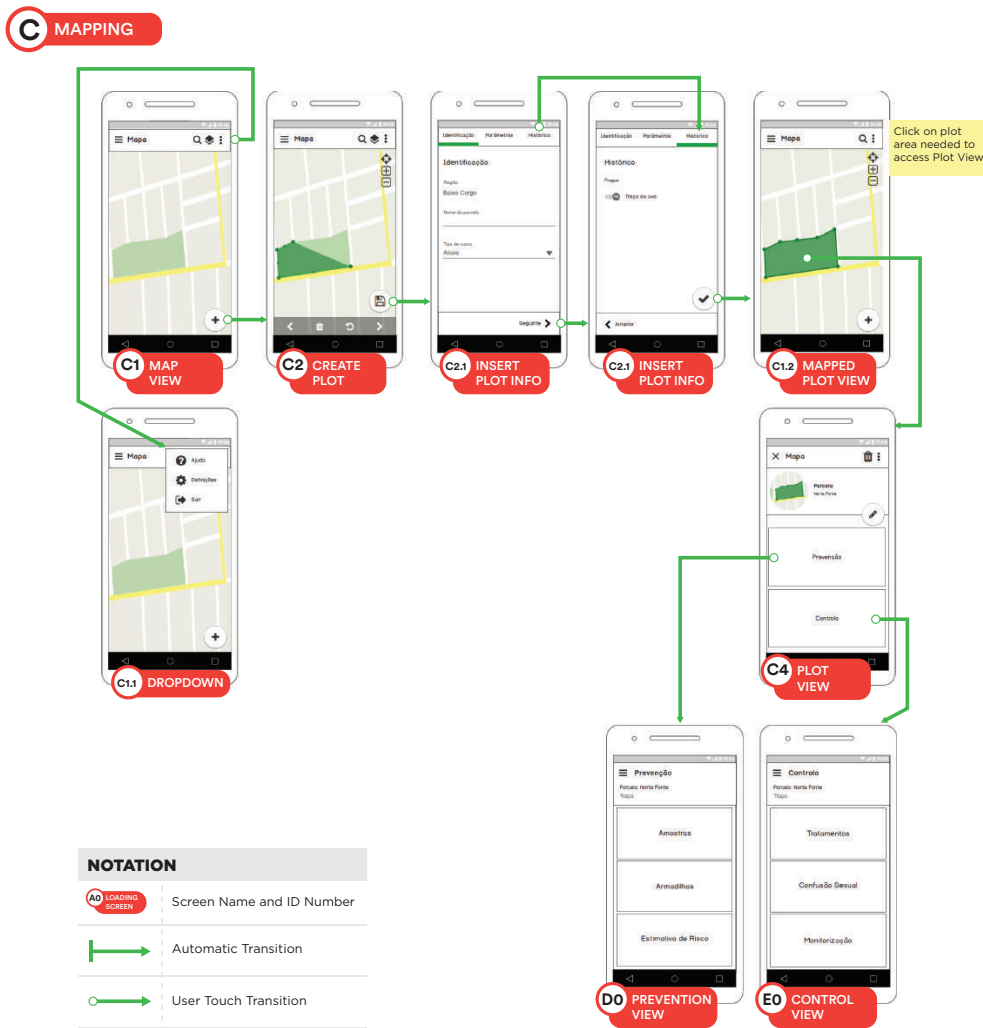 C MAPPING
Mapa
Mapa
Identificação Parâmetros Histórico
Identificação
Região
Baixo Corgo
Nome da parcela
Tipo de casta
Seguinte
Identificação Parâmetros Histórico
Histórico
Pragas
Traça da uva
Anterior
Mapa
Click on plot
area needed to
access Plot View
C1 MAP
VIEW
C2 CREATE
PLOT
C2.1 INSERT
PLOT INFO
C2.1 INSERT
PLOT INFO
C1.2 MAPPED
PLOT VIEW
Mapa
Ajuda
Definições
Sair
C1.1 DROPDOWN
Mapa
Parcela
Norte Fonte
Prevenção
Controlo
C4 PLOT
VIEW
Prevenção
Parcela: Norte Fonte
Traça
Amostras
Armadilhas
Estimativa de Risco
D0 PREVENTION
VIEW
Controlo
Parcela: Norte Fonte
Traça
Tratamentos
Confusão Sexual
Monitorização
E0 CONTROL
VIEW
NOTATION
A0 LOADING
SCREEN
Screen Name and ID Number
Automatic Transition
User Touch Transition